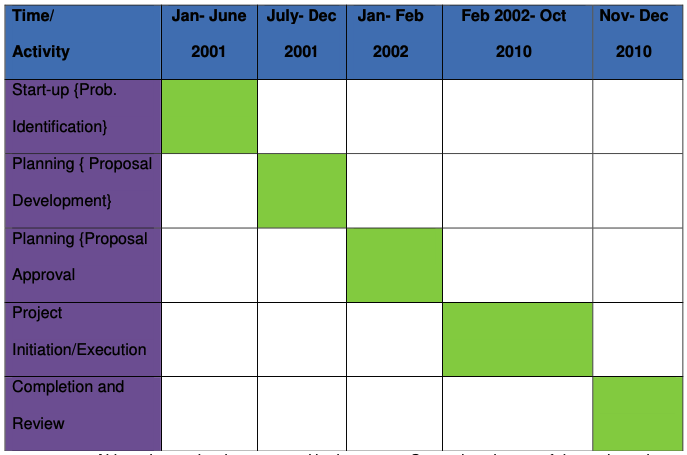 Time/ Jan- June July- Dec Jan- Feb Feb 2002- Oct Nov- Dec
Activity 2001 2001 2002 2010 2010
Start-up {Prob.
Identification}
Planning { Proposal
Development}
Planning {Proposal
Approval
Project
Initiation/Execution
Completion and
Review